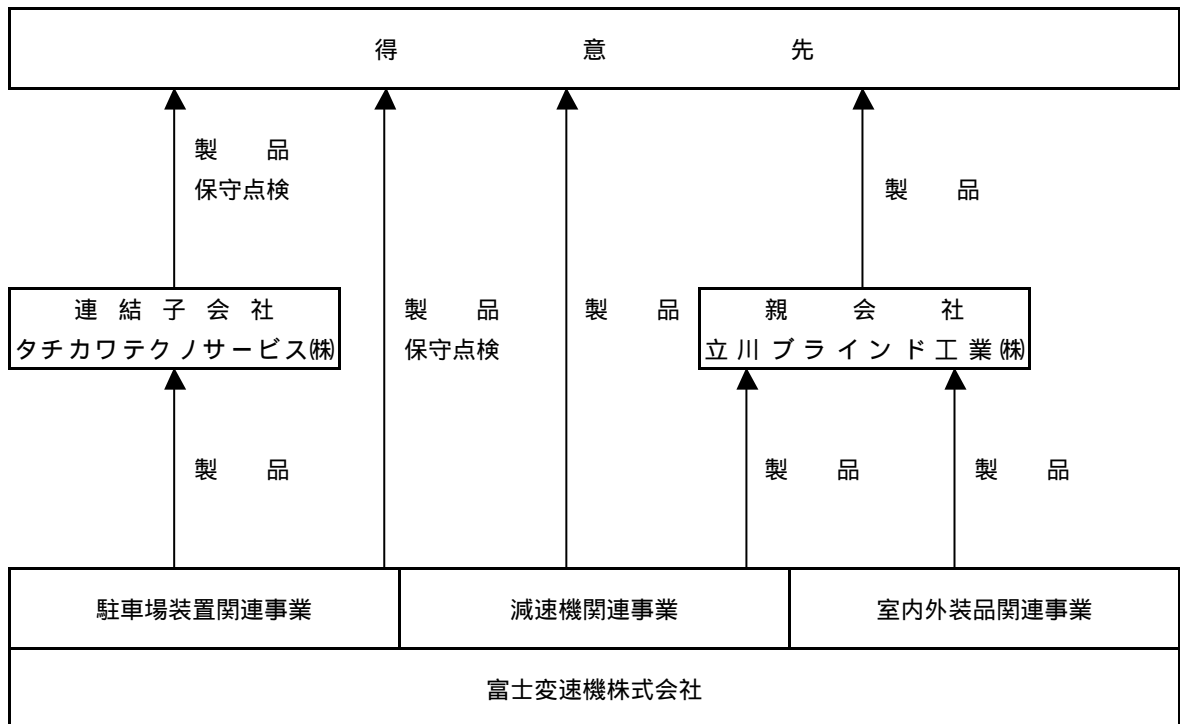 得意先
製品
保守点検
製品
連結子会社
タチカワテクノサービス㈱
製品
保守点検
製品
親会社
立川ブラインド工業㈱
製品
製品
製品
駐車場装置関連事業
減速機関連事業
室内外装品関連事業
富士変速機株式会社